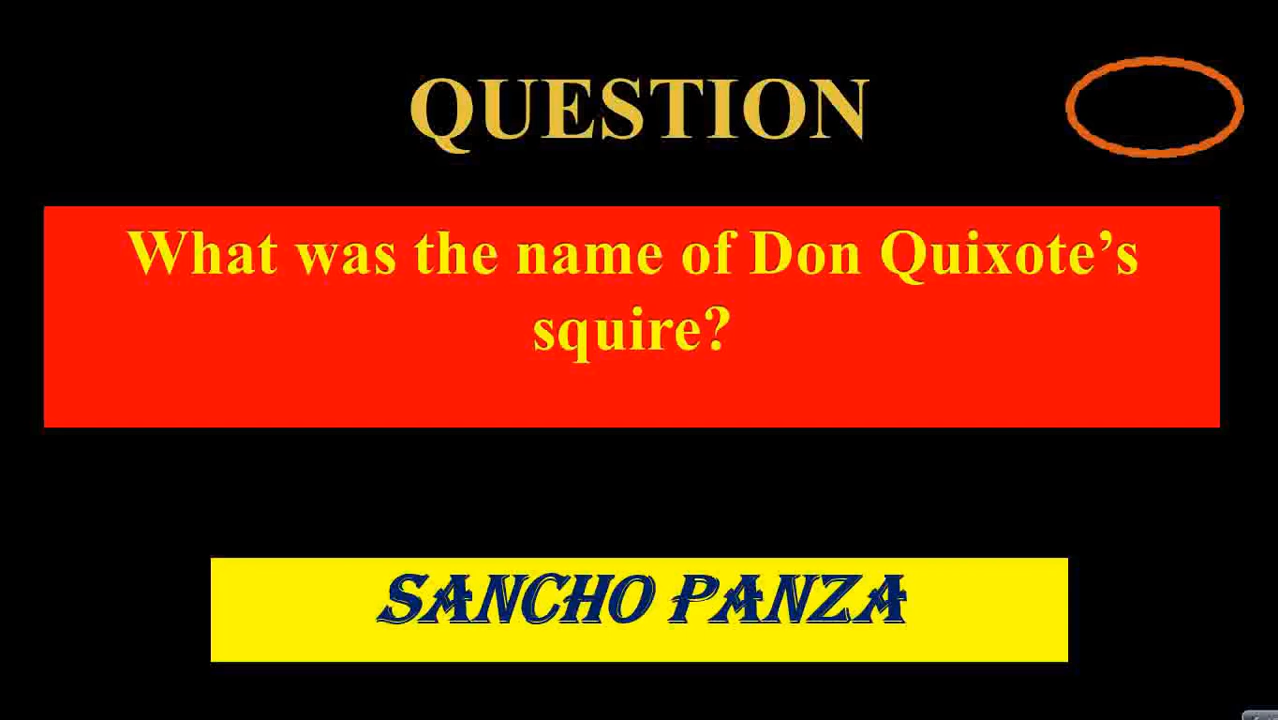 QUESTION
What was the name of Don Quixote’s
squire?
SANCHO PANZA